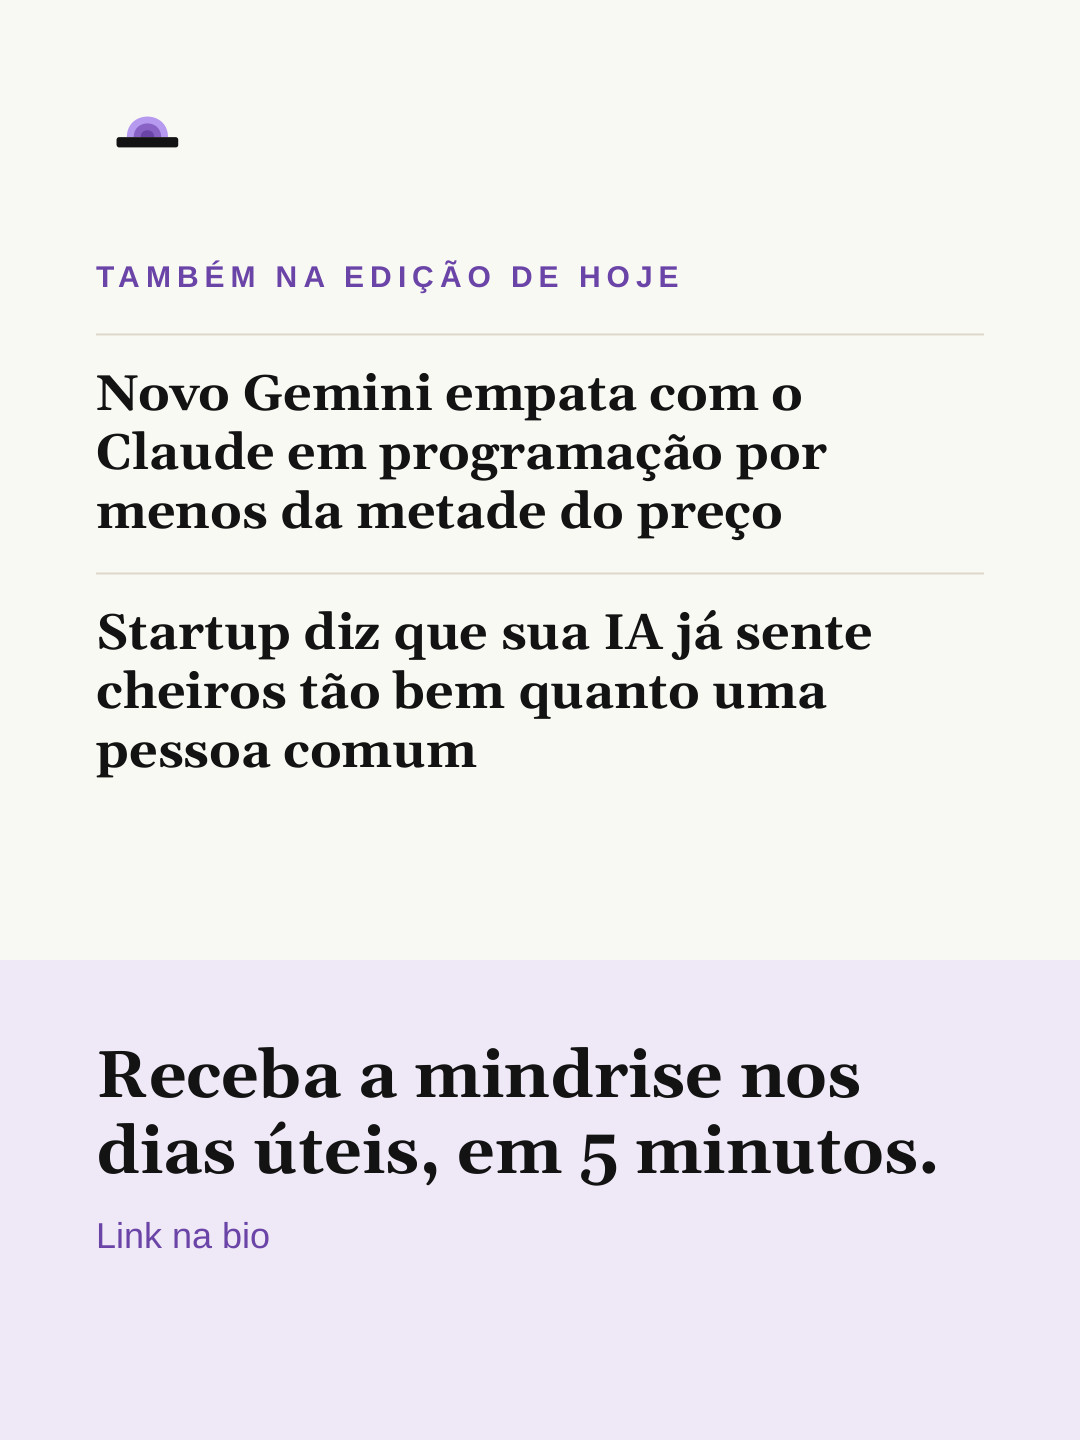 TAMBÉM NA EDIÇÃO DE HOJE
Novo Gemini empata com o
Claude em programação por
menos da metade do preço
Startup diz que sua IA já sente
cheiros tão bem quanto uma
pessoa comum
Receba a mindrise nos
dias úteis, em 5 minutos.
Link na bio